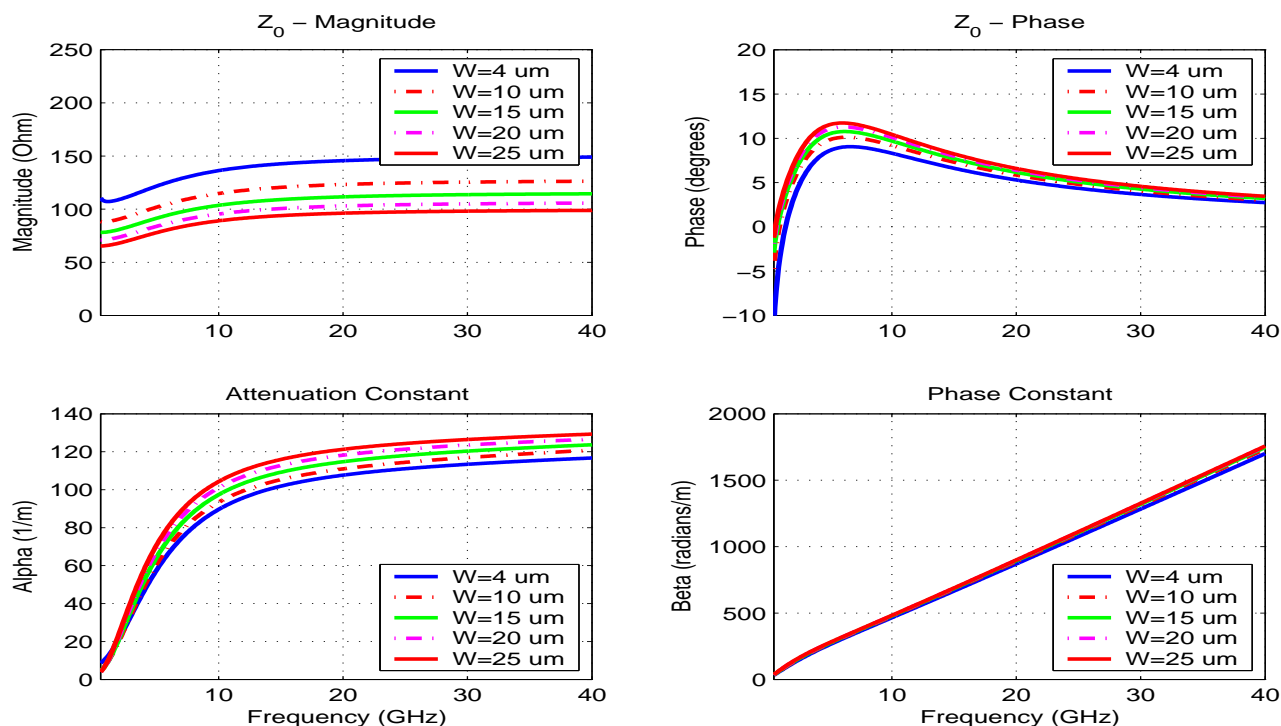 Z0 – Magnitude
250
200
150
100
50
0
10
20
30
40
Magnitude (Ohm)
W=4 um
W=10 um
W=15 um
W=20 um
W=25 um
Z0 – Phase
20
15
10
5
0
–5
–10
10
20
30
40
Phase (degrees)
W=4 um
W=10 um
W=15 um
W=20 um
W=25 um
Attenuation Constant
140
120
100
80
60
40
20
0
10
20
30
40
Alpha (1/m)
Frequency (GHz)
W=4 um
W=10 um
W=15 um
W=20 um
W=25 um
Phase Constant
2000
1500
1000
500
0
10
20
30
40
Beta (radians/m)
Frequency (GHz)
W=4 um
W=10 um
W=15 um
W=20 um
W=25 um